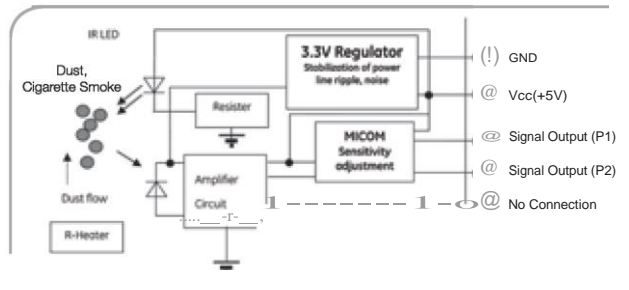 IR LED
3.3V Regulator
Stabilization of power
line ripple, noise
(!) GND
Dust,
Cigarette Smoke
@ Vcc(+5V)
Resister
MICOM
Sensitivity
adjustment
@ Signal Output (P1)
@ Signal Output (P2)
Amplifier
Circuit
Dust flow
@ No Connection
R-Heater